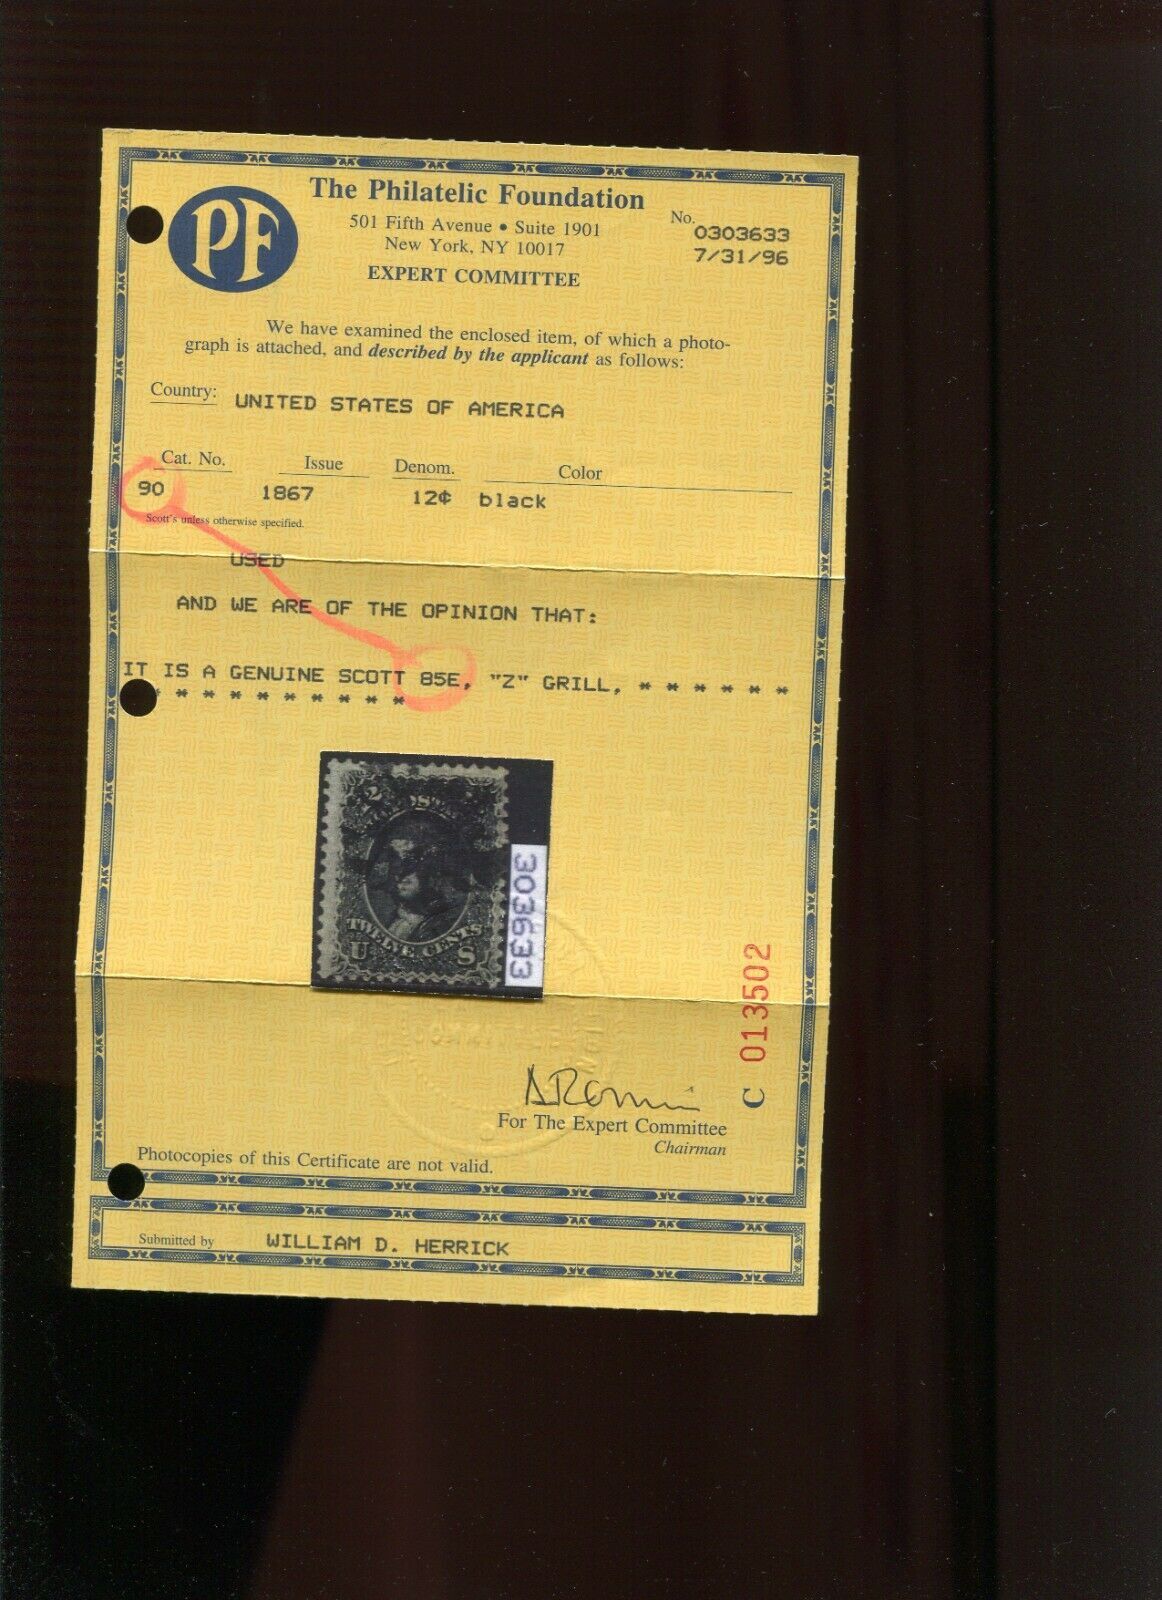 PF
The Philatelic Foundation
501 Fifth Avenue • Suite 1901
New York, NY 10017
EXPERT COMMITTEE
No. 0303633
7/31/96
We have examined the enclosed item, of which a photo-
graph is attached, and described by the applicant as follows:
Country: UNITED STATES OF AMERICA
Cat. No. Issue Denom. Color
90 1867 12¢ black
Scott's unless otherwise specified.
USED
AND WE ARE OF THE OPINION THAT:
IT IS A GENUINE SCOTT 85E, "Z" GRILL, * * * * * *
* * * * * * * * * *
TWELVE CENTS
U S
303633
C 013502
For The Expert Committee
Chairman
Photocopies of this Certificate are not valid.
Submitted by WILLIAM D. HERRICK